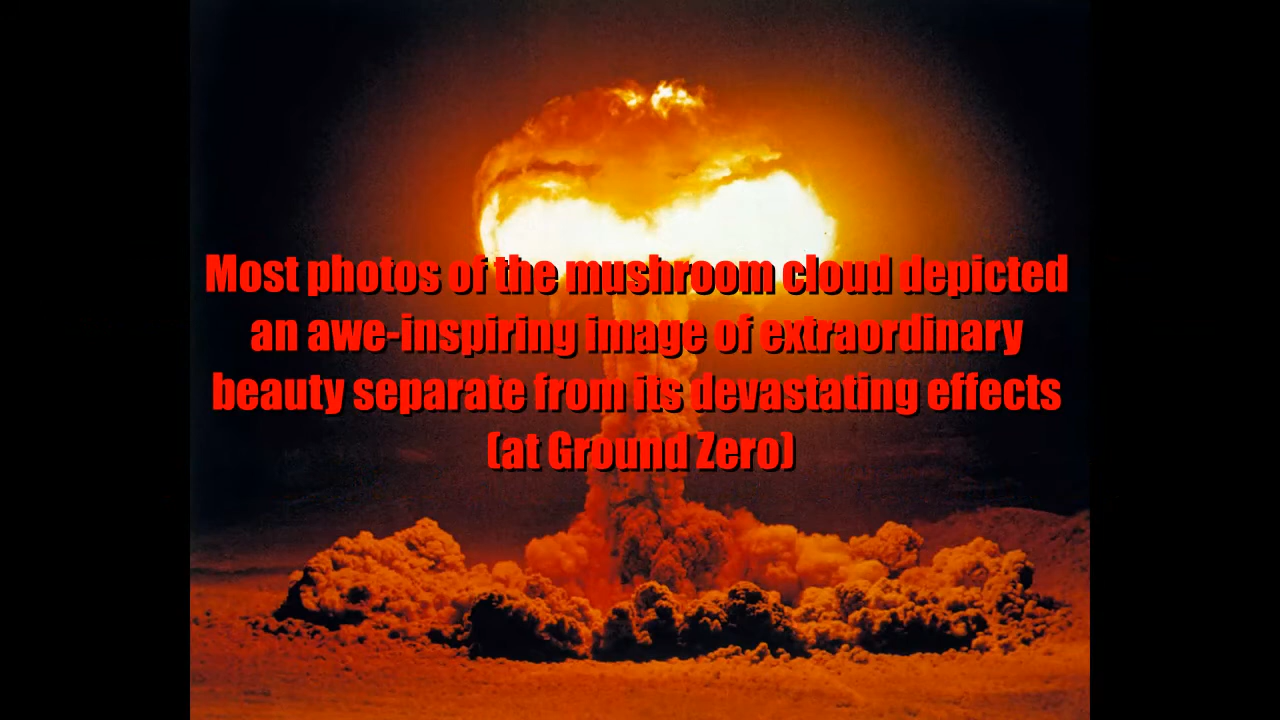 Most photos of the mushroom cloud depicted
an awe-inspiring image of extraordinary
beauty separate from its devastating effects
(at Ground Zero)